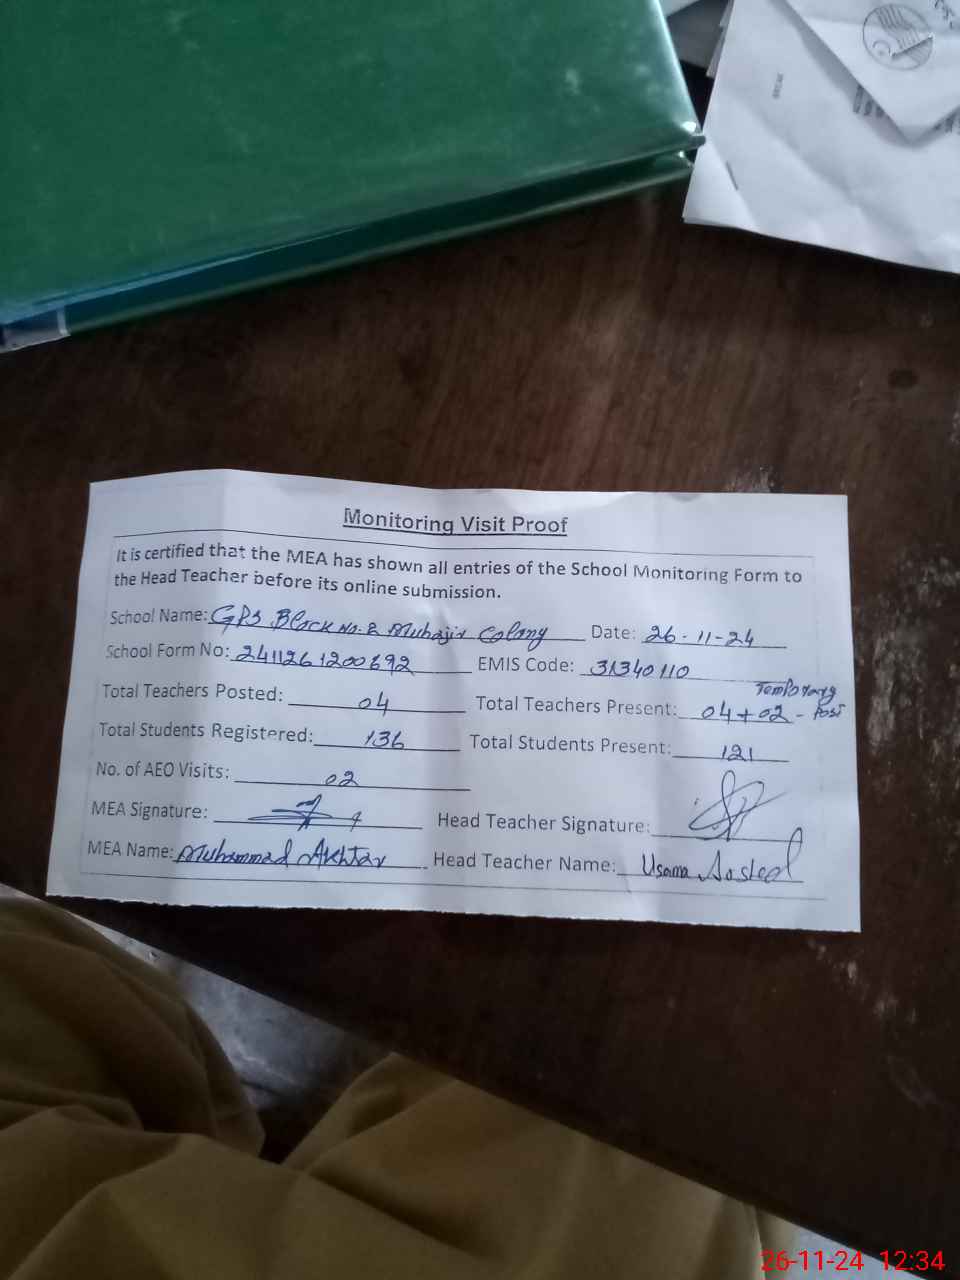 Monitoring Visit Proof
It is certified that the MEA has shown all entries of the School Monitoring Form to
the Head Teacher before its online submission.
School Name: GPS Block No. 2 Muhajir Colony Date: 26-11-24
School Form No: 2411261200692 EMIS Code: 31340110
Total Teachers Posted: 04 Total Teachers Present: 04+02 - Temporary Post
Total Students Registered: 136 Total Students Present: 121
No. of AEO Visits: 02
MEA Signature: Head Teacher Signature:
MEA Name: Muhammad Akhtar Head Teacher Name: Usama
26-11-24 12:34